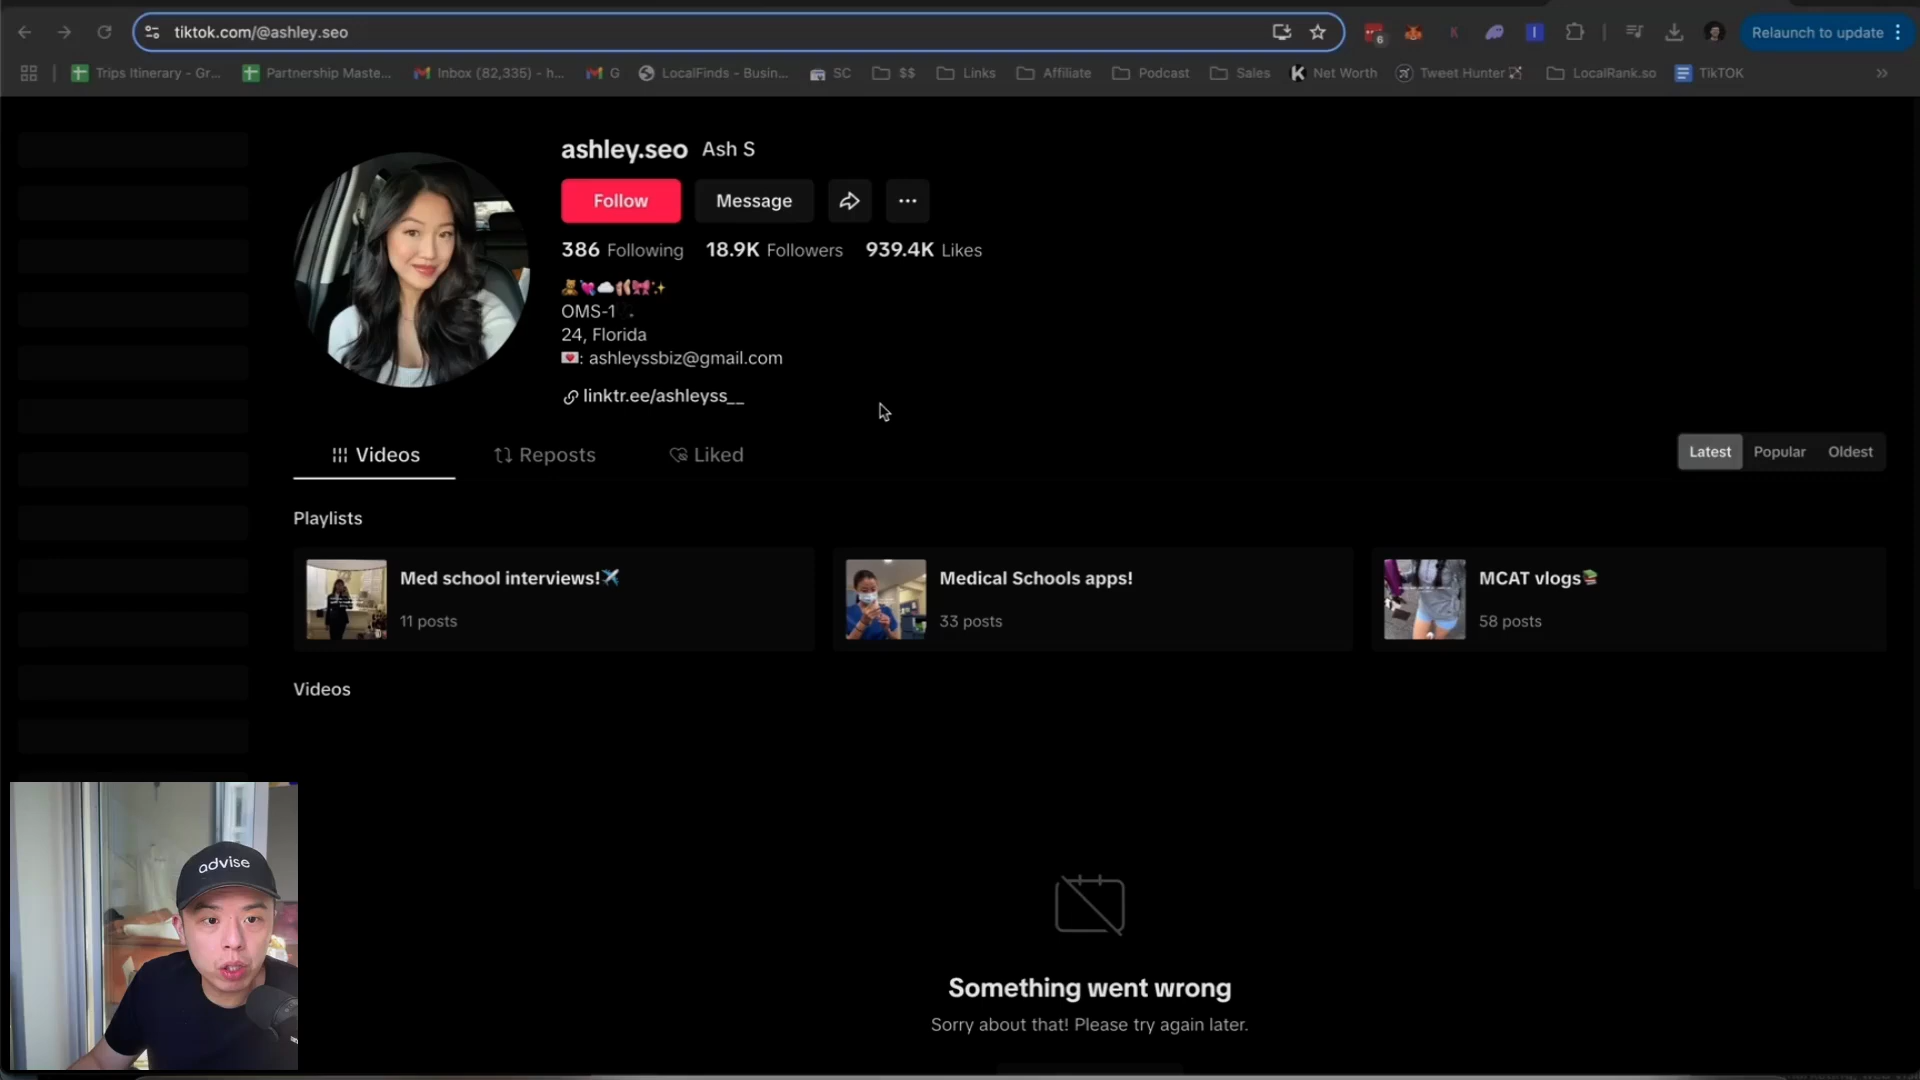 tiktok.com/@ashley.seo
6
Relaunch to update
Trips Itinerary - Gr...
Partnership Maste...
Inbox (82,335) - h...
G
LocalFinds - Busin...
SC
$$
Links
Affiliate
Podcast
Sales
Net Worth
Tweet Hunter
LocalRank.so
TikTOK
ashley.seo Ash S
Follow
Message
386 Following 18.9K Followers 939.4K Likes
🧸💘☁️🩰🎀✨
OMS-1
24, Florida
💌: ashleyssbiz@gmail.com
linktr.ee/ashleyss__
Videos
Reposts
Liked
Latest
Popular
Oldest
Playlists
Med school interviews!✈️
11 posts
Medical Schools apps!
33 posts
MCAT vlogs📚
58 posts
Videos
advise
Something went wrong
Sorry about that! Please try again later.